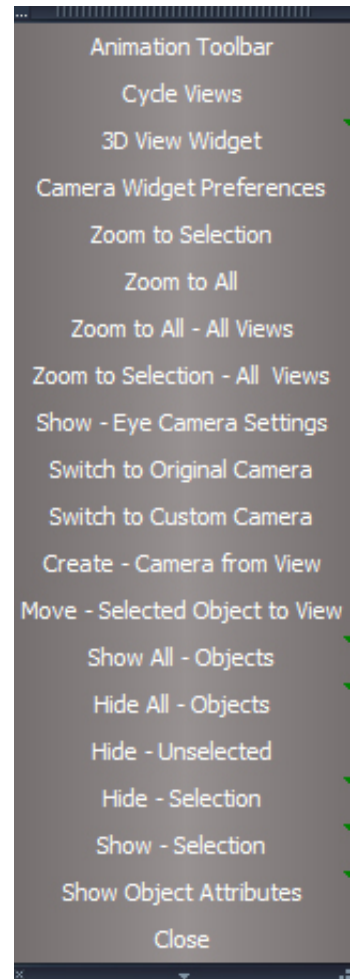 Animation Toolbar
Cycle Views
3D View Widget
Camera Widget Preferences
Zoom to Selection
Zoom to All
Zoom to All - All Views
Zoom to Selection - All  Views
Show - Eye Camera Settings
Switch to Original Camera
Switch to Custom Camera
Create - Camera from View
Move - Selected Object to View
Show All - Objects
Hide All - Objects
Hide - Unselected
Hide - Selection
Show - Selection
Show Object Attributes
Close